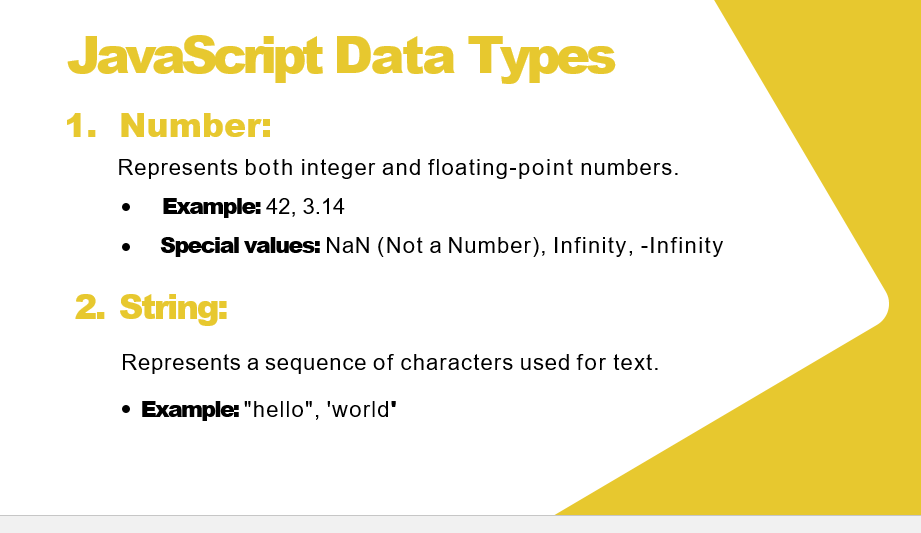 JavaScript Data Types
1. Number:
Represents both integer and floating-point numbers.
• Example: 42, 3.14
• Special values: NaN (Not a Number), Infinity, -Infinity
2. String:
Represents a sequence of characters used for text.
• Example: "hello", 'world'